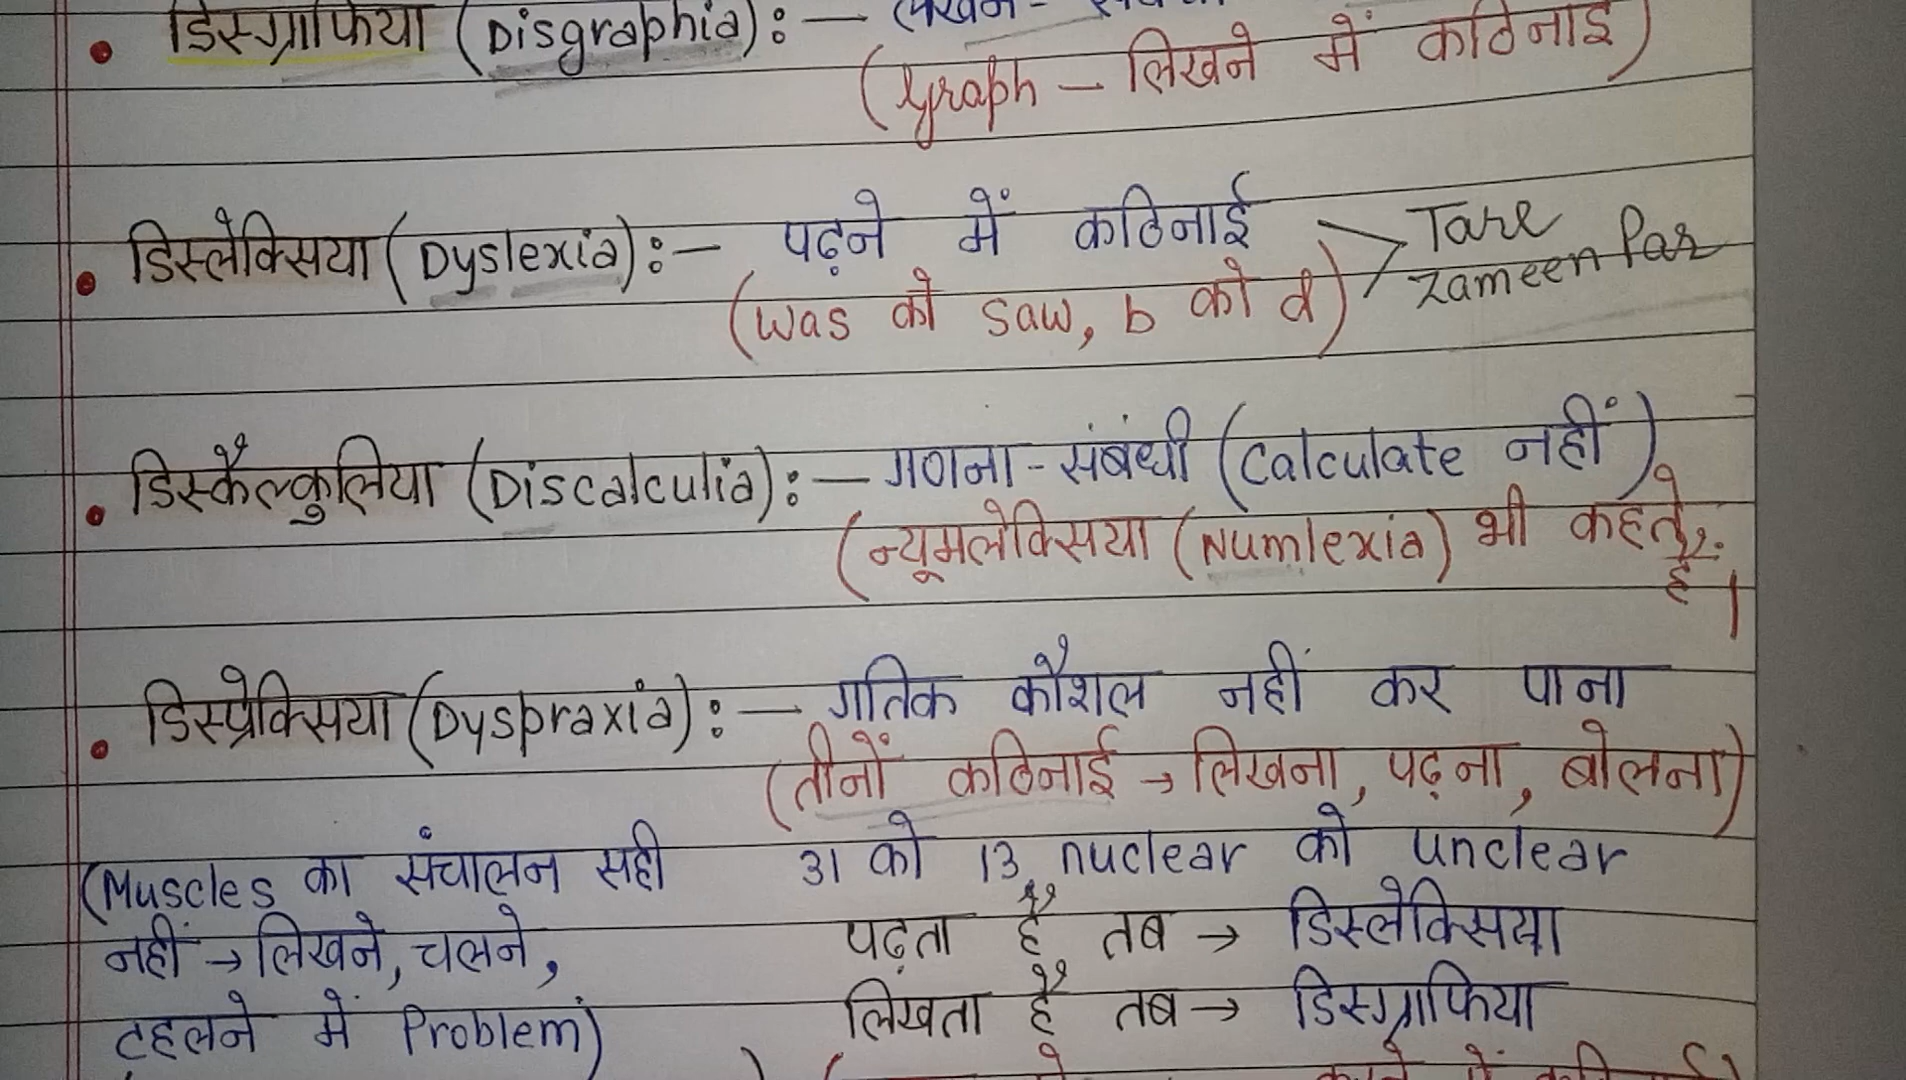 • डिस्ग्राफिया (Disgraphia):— लेखन-
(Graph – लिखने में कठिनाई)
• डिस्लेक्सिया (Dyslexia):— पढ़ने में कठिनाई > Tare
(was को saw, b को d) Zameen Par
• डिस्कैल्कुलिया (Discalculia):— गणना-संबंधी (Calculate नहीं)
(न्यूमलेक्सिया (Numlexia) भी कहते
है।
• डिस्प्रेक्सिया (Dyspraxia):— गतिक कौशल नहीं कर पाना
(तीनों कठिनाई → लिखना, पढ़ना, बोलना)
(Muscles का संचालन सही
नहीं → लिखने, चलने,
टहलने में Problem)
31 को 13, nuclear को unclear
पढ़ता है तब → डिस्लेक्सिया
लिखता है तब → डिस्ग्राफिया